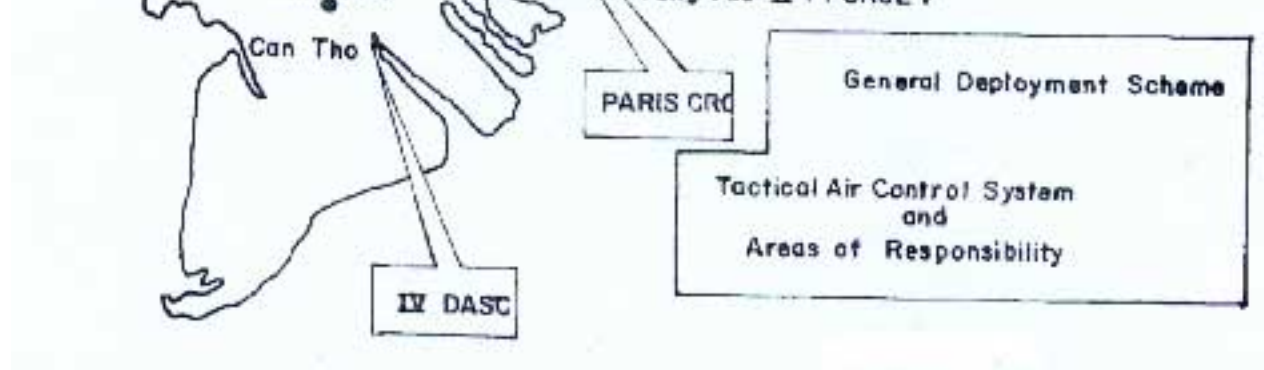 Can Tho
PARIS CRC
General Deployment Scheme
Tactical Air Control System
and
Areas of Responsibility
IV DASC